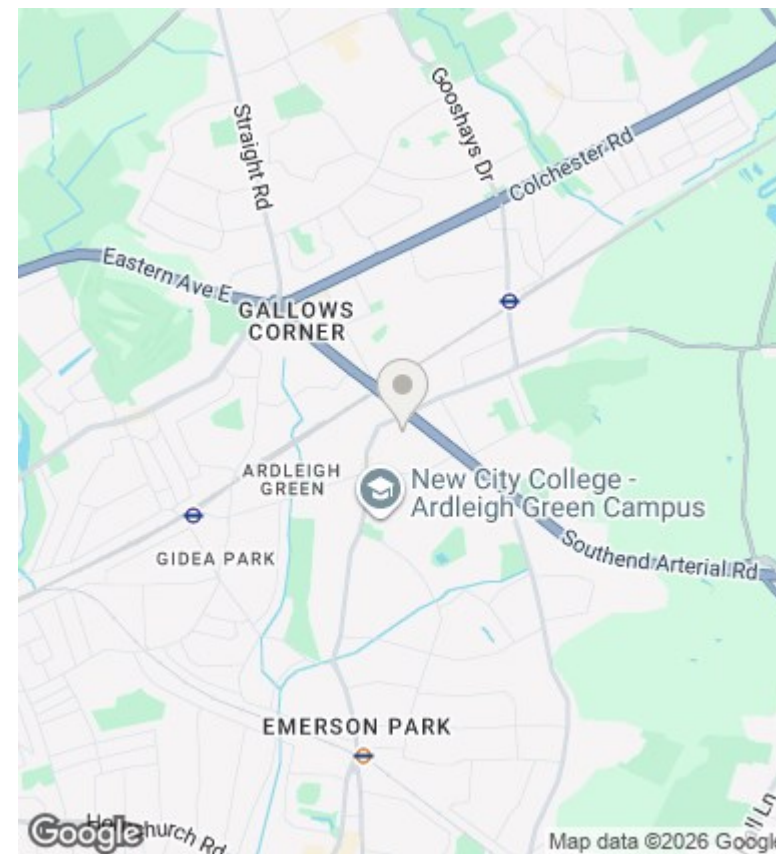 Gooshays Dr
Straight Rd
Colchester Rd
Eastern Ave E
GALLOWS
CORNER
ARDLEIGH
GREEN
New City College -
Ardleigh Green Campus
GIDEA PARK
Southend Arterial Rd
EMERSON PARK
Google
Map data ©2026 Google